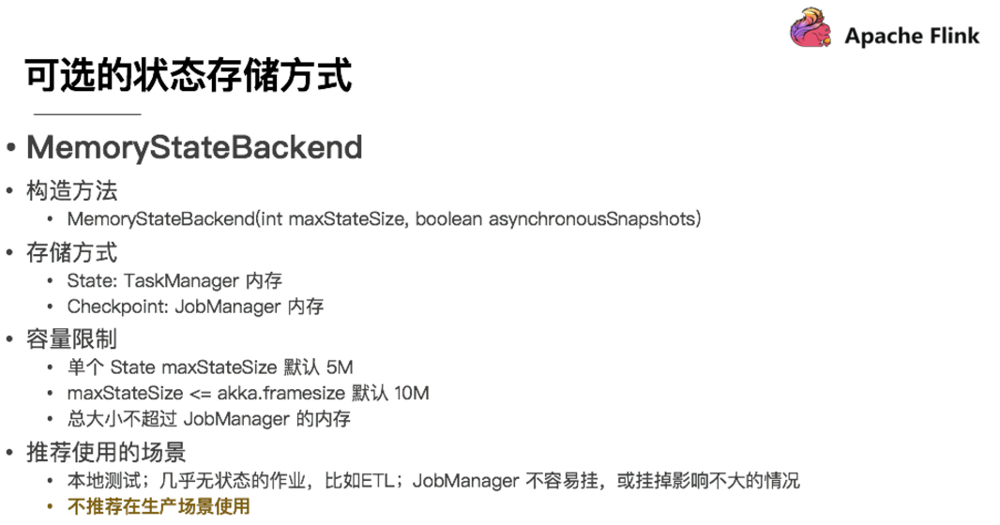 Apache Flink
可选的状态存储方式
• MemoryStateBackend
• 构造方法
• MemoryStateBackend(int maxStateSize, boolean asynchronousSnapshots)
• 存储方式
• State: TaskManager 内存
• Checkpoint: JobManager 内存
• 容量限制
• 单个 State maxStateSize 默认 5M
• maxStateSize <= akka.framesize 默认 10M
• 总大小不超过 JobManager 的内存
• 推荐使用的场景
• 本地测试；几乎无状态的作业，比如ETL；JobManager 不容易挂，或挂掉影响不大的情况
• 不推荐在生产场景使用